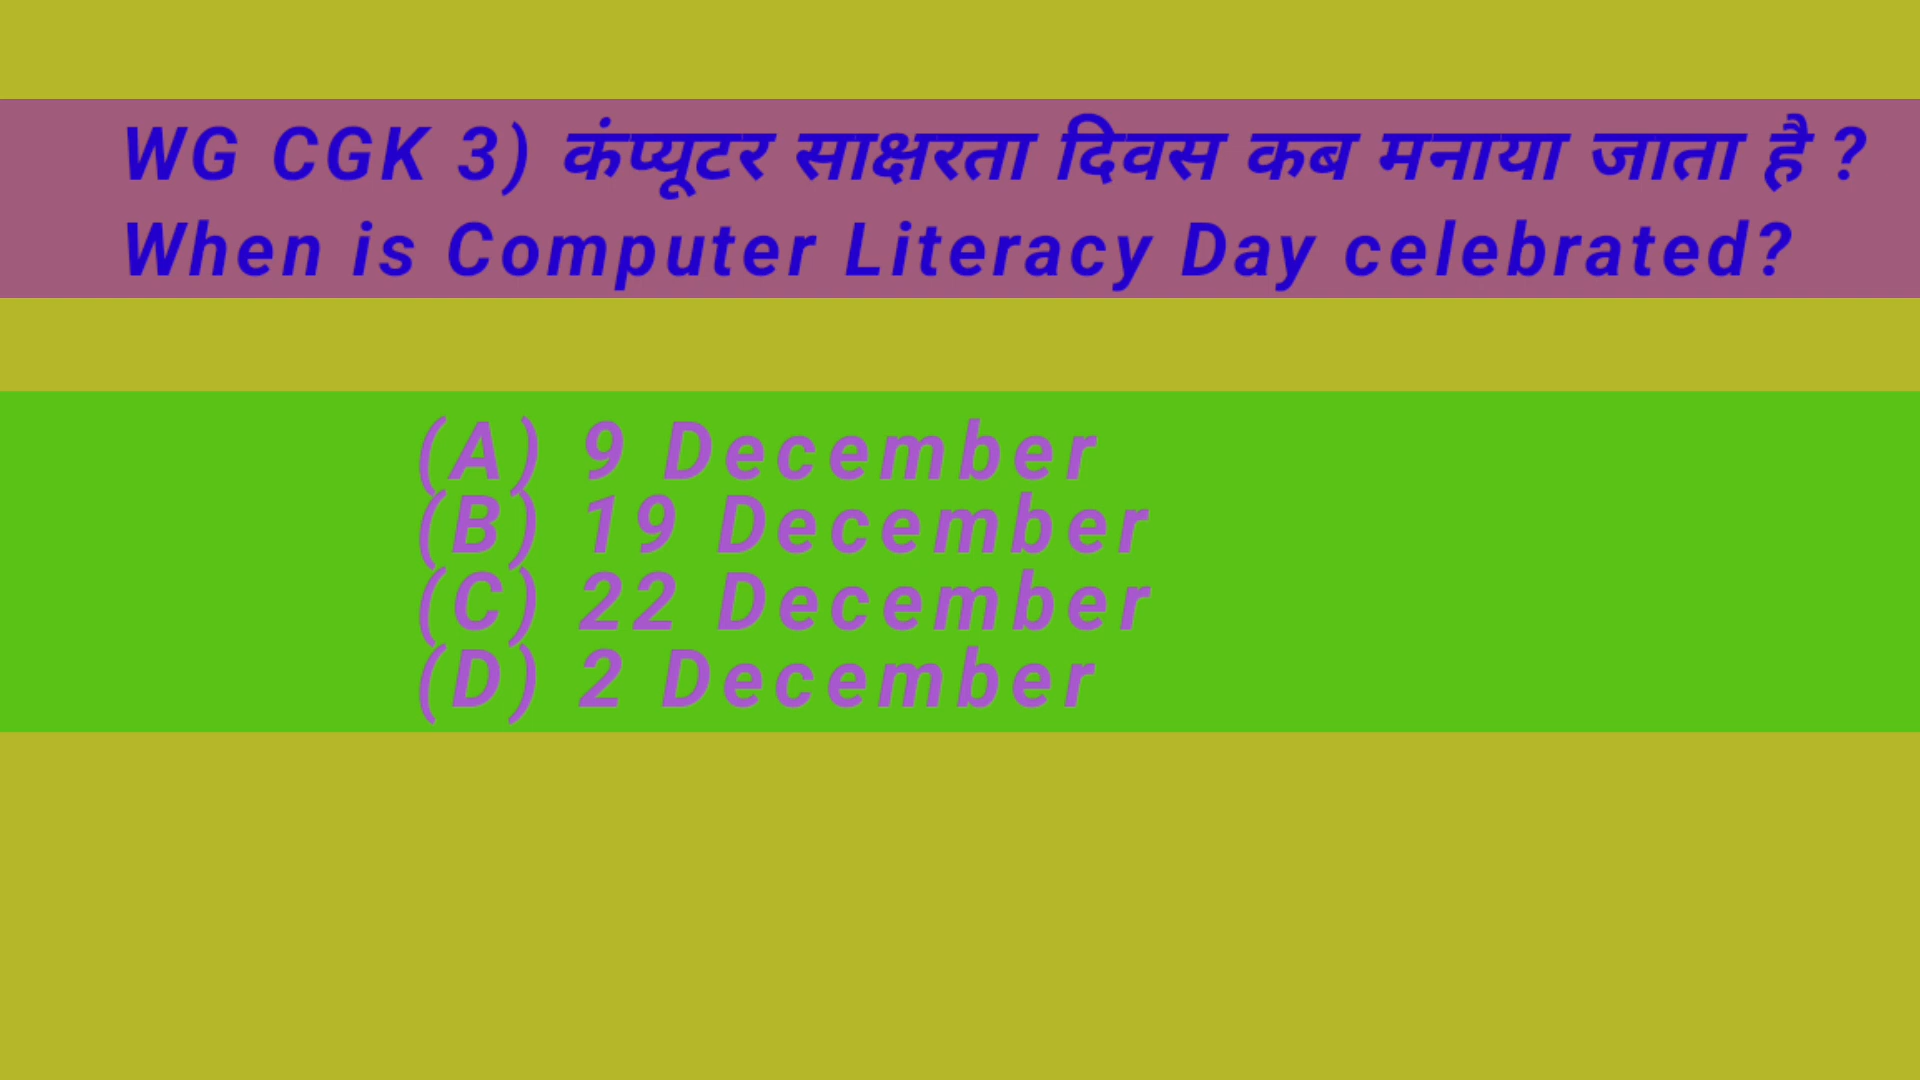 WG CGK 3) कंप्यूटर साक्षरता दिवस कब मनाया जाता है ?
When is Computer Literacy Day celebrated?
(A) 9 December
(B) 19 December
(C) 22 December
(D) 2 December